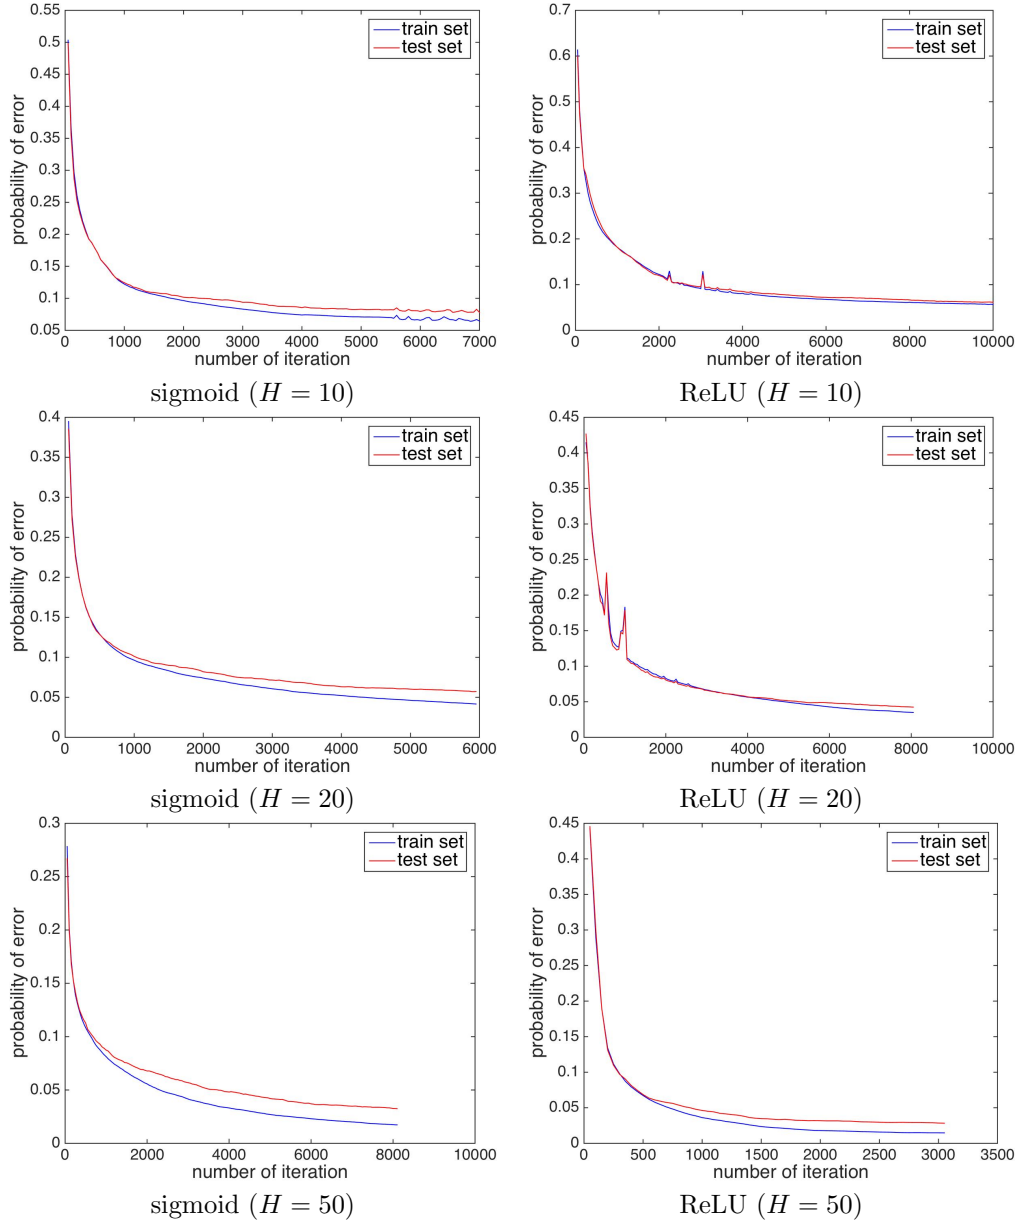 0.55
0.5
0.45
0.4
0.35
0.3
0.25
0.2
0.15
0.1
0.05
probability of error
train set
test set
0 1000 2000 3000 4000 5000 6000 7000
number of iteration
sigmoid (H = 10)
0.7
0.6
0.5
0.4
0.3
0.2
0.1
0
probability of error
train set
test set
0 2000 4000 6000 8000 10000
number of iteration
ReLU (H = 10)
0.4
0.35
0.3
0.25
0.2
0.15
0.1
0.05
0
probability of error
train set
test set
0 1000 2000 3000 4000 5000 6000
number of iteration
sigmoid (H = 20)
0.45
0.4
0.35
0.3
0.25
0.2
0.15
0.1
0.05
0
probability of error
train set
test set
0 2000 4000 6000 8000 10000
number of iteration
ReLU (H = 20)
0.3
0.25
0.2
0.15
0.1
0.05
0
probability of error
train set
test set
0 2000 4000 6000 8000 10000
number of iteration
sigmoid (H = 50)
0.45
0.4
0.35
0.3
0.25
0.2
0.15
0.1
0.05
0
probability of error
train set
test set
0 500 1000 1500 2000 2500 3000 3500
number of iteration
ReLU (H = 50)